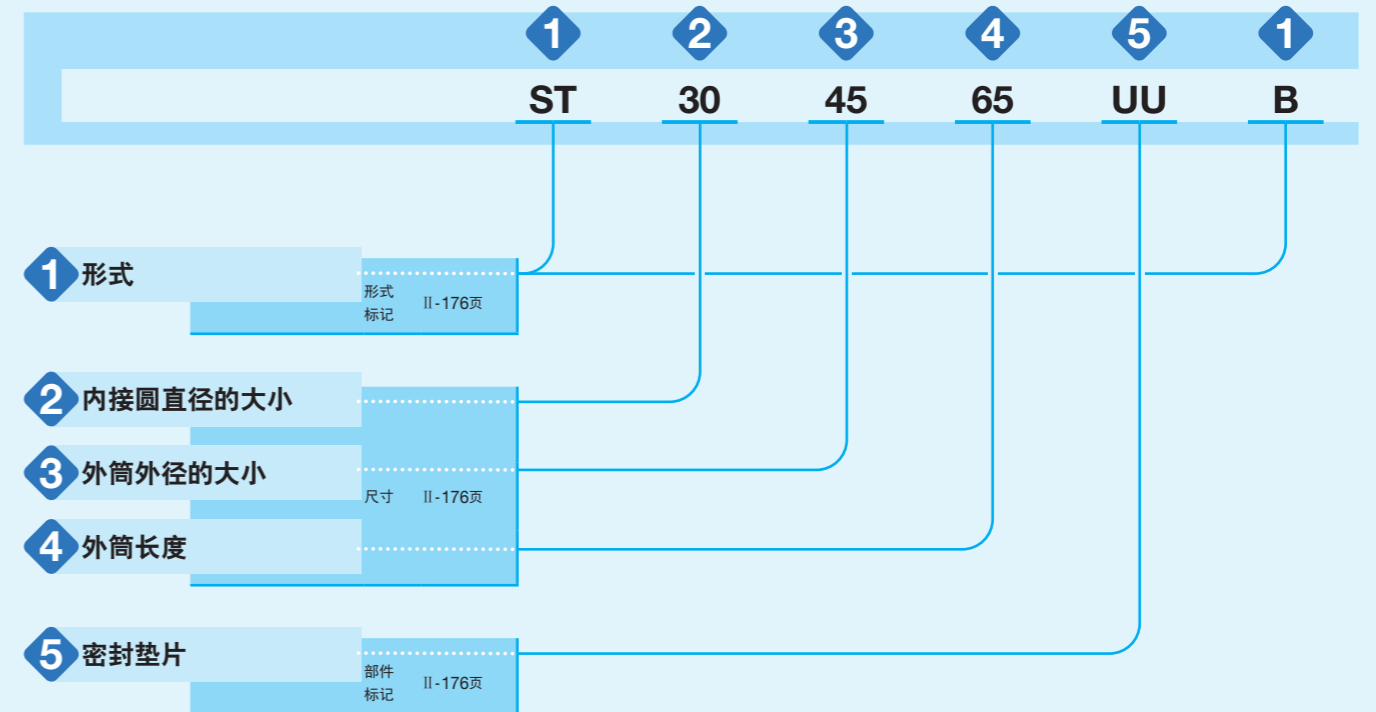 1 2 3 4 5 1
ST 30 45 65 UU B
1 形式
形式 标记 Ⅱ-176页
2 内接圆直径的大小
3 外筒外径的大小
尺寸 Ⅱ-176页
4 外筒长度
5 密封垫片
部件 标记 Ⅱ-176页